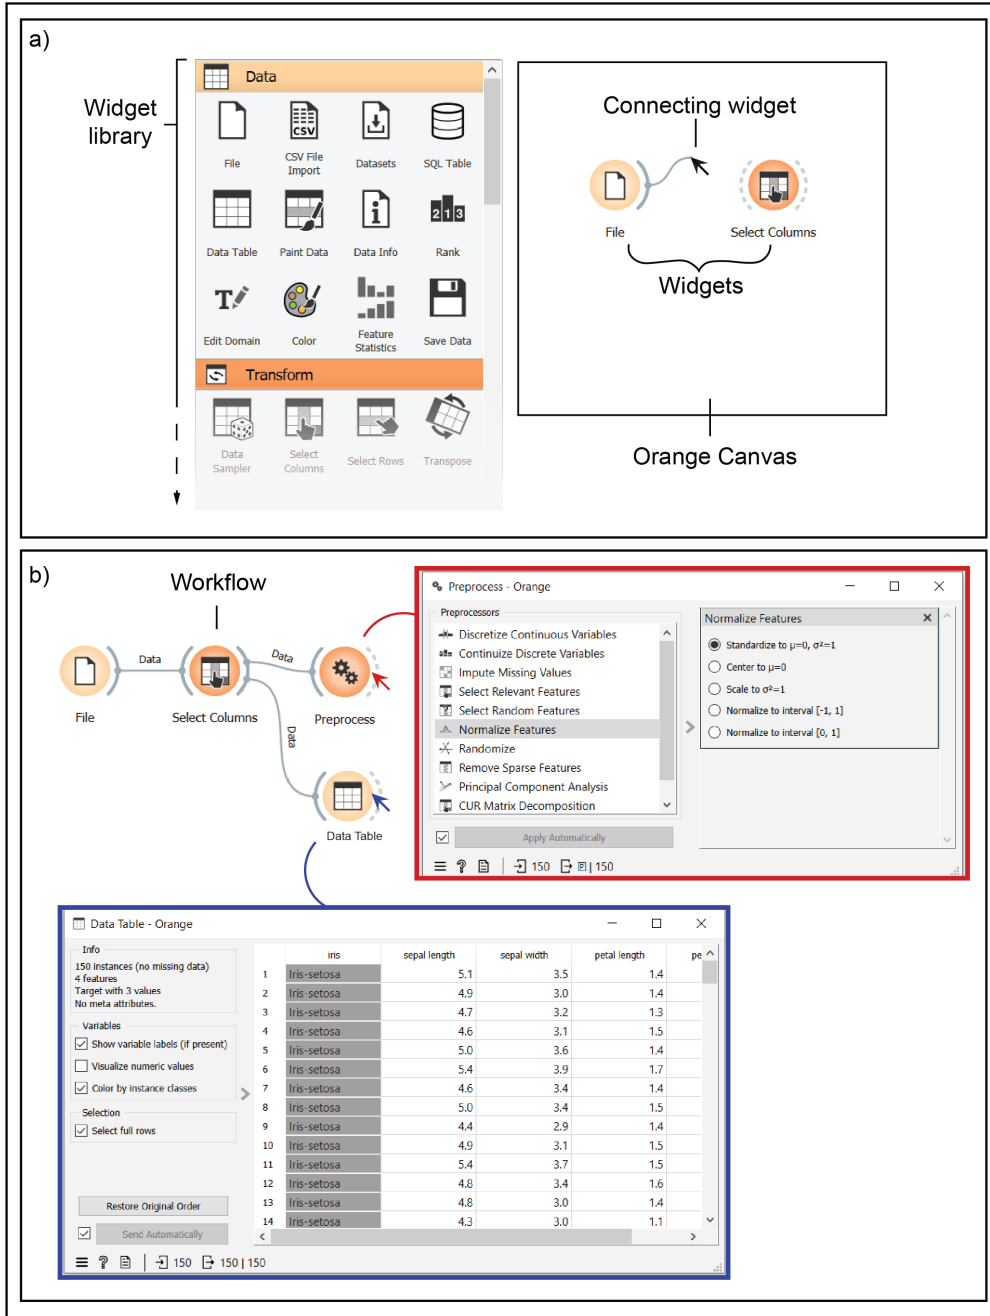 a)
Widget
library
Data
File
CSV File
Import
Datasets
SQL Table
Data Table
Paint Data
Data Info
Rank
Edit Domain
Color
Feature
Statistics
Save Data
Transform
Data
Sampler
Select
Columns
Select Rows
Transpose
Connecting widget
File
Select Columns
Widgets
Orange Canvas
b)
Workflow
File
Data
Select Columns
Data
Preprocess
Data
Data Table
Preprocess - Orange
Preprocessors
Discretize Continuous Variables
Continuize Discrete Variables
Impute Missing Values
Select Relevant Features
Select Random Features
Normalize Features
Randomize
Remove Sparse Features
Principal Component Analysis
CUR Matrix Decomposition
Apply Automatically
150
150
Normalize Features
Standardize to μ=0, σ²=1
Center to μ=0
Scale to σ²=1
Normalize to interval [-1, 1]
Normalize to interval [0, 1]
Data Table - Orange
Info
150 instances (no missing data)
4 features
Target with 3 values
No meta attributes.
Variables
Show variable labels (if present)
Visualize numeric values
Color by instance classes
Selection
Select full rows
Restore Original Order
Send Automatically
150
150 | 150
iris sepal length sepal width petal length pe
1 Iris-setosa 5.1 3.5 1.4
2 Iris-setosa 4.9 3.0 1.4
3 Iris-setosa 4.7 3.2 1.3
4 Iris-setosa 4.6 3.1 1.5
5 Iris-setosa 5.0 3.6 1.4
6 Iris-setosa 5.4 3.9 1.7
7 Iris-setosa 4.6 3.4 1.4
8 Iris-setosa 5.0 3.4 1.5
9 Iris-setosa 4.4 2.9 1.4
10 Iris-setosa 4.9 3.1 1.5
11 Iris-setosa 5.4 3.7 1.5
12 Iris-setosa 4.8 3.4 1.6
13 Iris-setosa 4.8 3.0 1.4
14 Iris-setosa 4.3 3.0 1.1